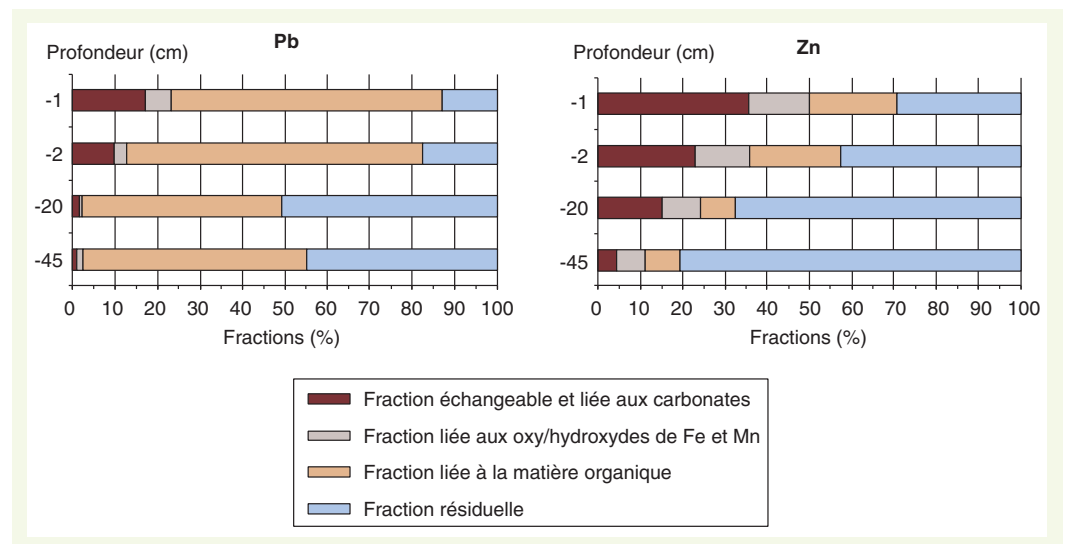 Pb
Profondeur (cm)
-1
-2
-20
-45
0 10 20 30 40 50 60 70 80 90 100
Fractions (%)
Zn
Profondeur (cm)
-1
-2
-20
-45
0 10 20 30 40 50 60 70 80 90 100
Fractions (%)
Fraction échangeable et liée aux carbonates
Fraction liée aux oxy/hydroxydes de Fe et Mn
Fraction liée à la matière organique
Fraction résiduelle